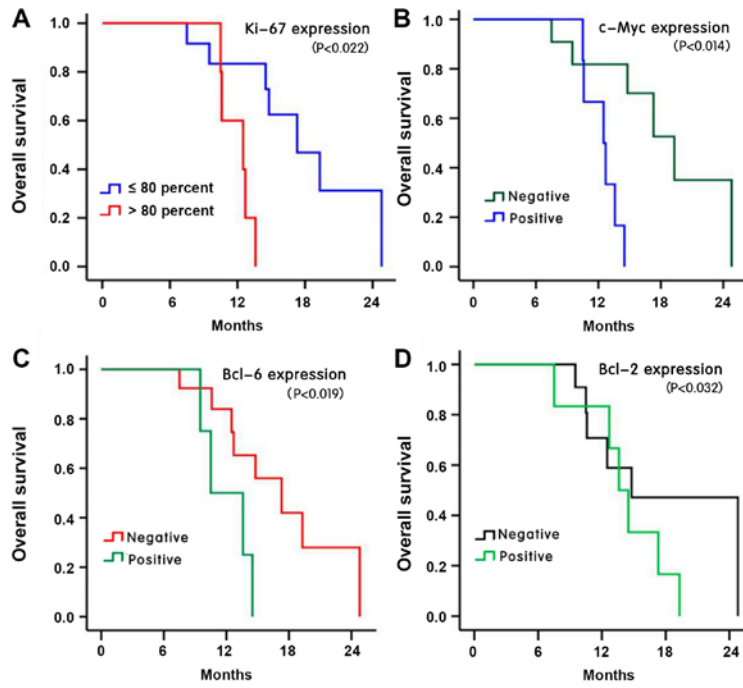 A
Ki-67 expression
(P<0.022)
Overall survival
1.0
0.8
0.6
0.4
0.2
0.0
≤ 80 percent
> 80 percent
0 6 12 18 24
Months
B
c-Myc expression
(P<0.014)
Overall survival
1.0
0.8
0.6
0.4
0.2
0.0
Negative
Positive
0 6 12 18 24
Months
C
Bcl-6 expression
(P<0.019)
Overall survival
1.0
0.8
0.6
0.4
0.2
0.0
Negative
Positive
0 6 12 18 24
Months
D
Bcl-2 expression
(P<0.032)
Overall survival
1.0
0.8
0.6
0.4
0.2
0.0
Negative
Positive
0 6 12 18 24
Months